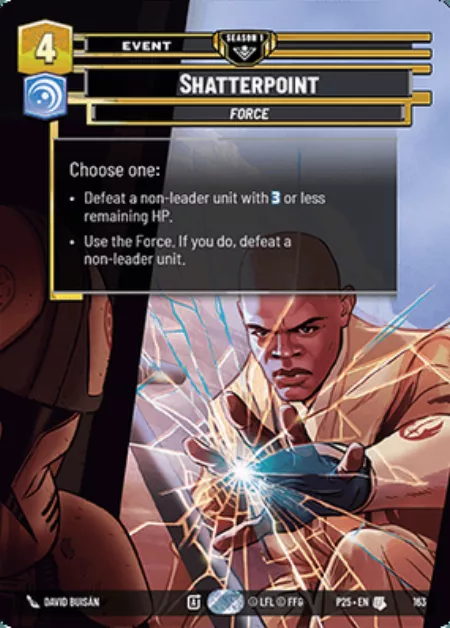 4
EVENT
SEASON 1
SHATTERPOINT
FORCE
Choose one:
• Defeat a non-leader unit with 3 or less
remaining HP.
• Use the Force. If you do, defeat a
non-leader unit.
DAVID BUISÁN
© LFL © FFG
P25 • EN
163